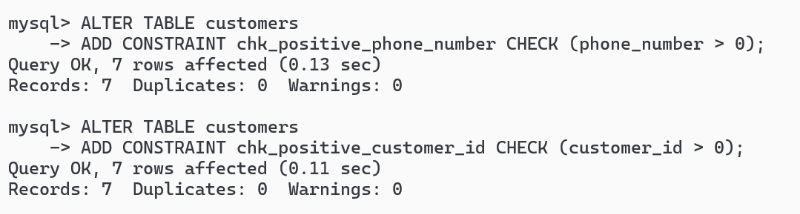 mysql> ALTER TABLE customers
    -> ADD CONSTRAINT chk_positive_phone_number CHECK (phone_number > 0);
Query OK, 7 rows affected (0.13 sec)
Records: 7  Duplicates: 0  Warnings: 0

mysql> ALTER TABLE customers
    -> ADD CONSTRAINT chk_positive_customer_id CHECK (customer_id > 0);
Query OK, 7 rows affected (0.11 sec)
Records: 7  Duplicates: 0  Warnings: 0